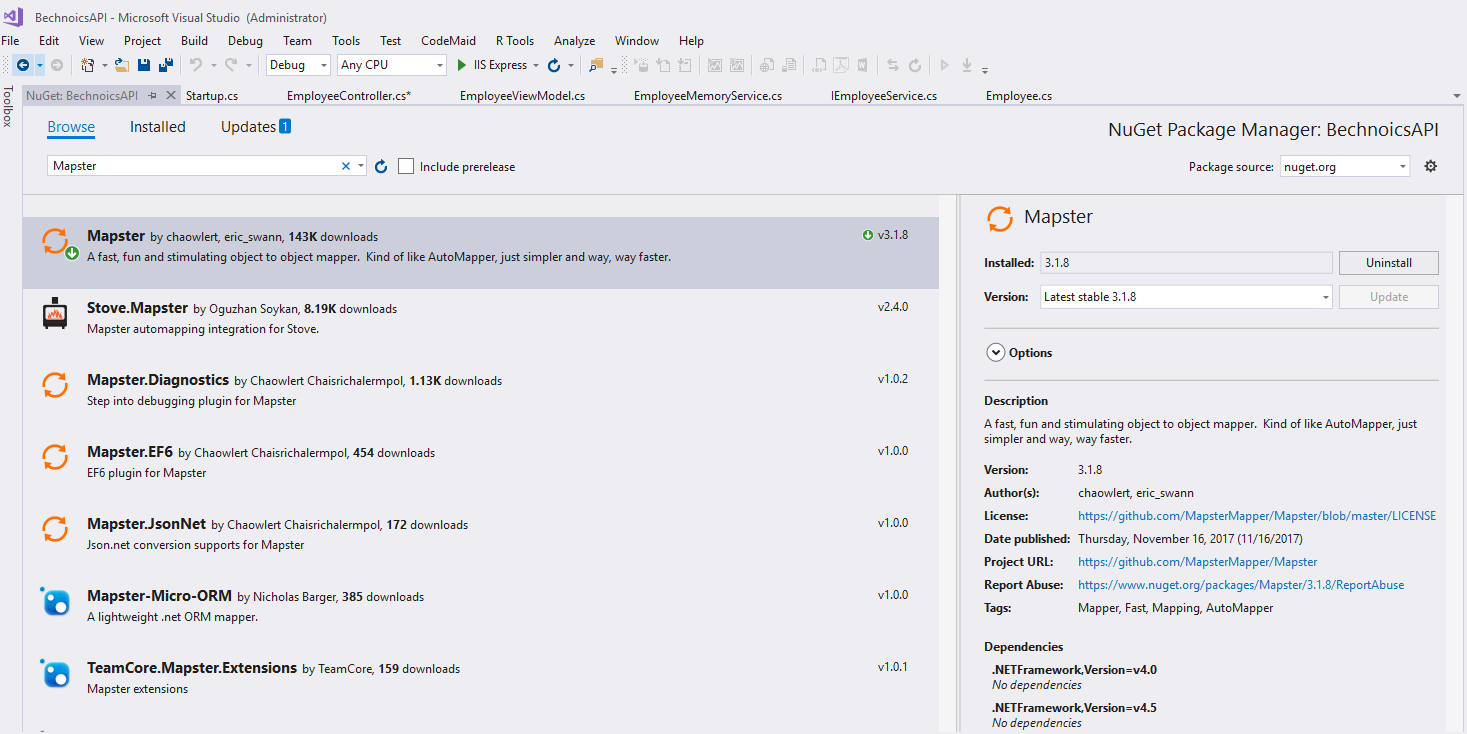 BechnoicsAPI - Microsoft Visual Studio  (Administrator)
File Edit View Project Build Debug Team Tools Test CodeMaid R Tools Analyze Window Help
Debug Any CPU IIS Express
Toolbox
NuGet: BechnoicsAPI Startup.cs EmployeeController.cs* EmployeeViewModel.cs EmployeeMemoryService.cs IEmployeeService.cs Employee.cs
Browse Installed Updates 1
NuGet Package Manager: BechnoicsAPI
Mapster Include prerelease
Package source: nuget.org
Mapster by chaowlert, eric_swann, 143K downloads v3.1.8
A fast, fun and stimulating object to object mapper.  Kind of like AutoMapper, just simpler and way, way faster.
Stove.Mapster by Oguzhan Soykan, 8.19K downloads v2.4.0
Mapster automapping integration for Stove.
Mapster.Diagnostics by Chaowlert Chaisrichalermpol, 1.13K downloads v1.0.2
Step into debugging plugin for Mapster
Mapster.EF6 by Chaowlert Chaisrichalermpol, 454 downloads v1.0.0
EF6 plugin for Mapster
Mapster.JsonNet by Chaowlert Chaisrichalermpol, 172 downloads v1.0.0
Json.net conversion supports for Mapster
Mapster-Micro-ORM by Nicholas Barger, 385 downloads v1.0.0
A lightweight .net ORM mapper.
TeamCore.Mapster.Extensions by TeamCore, 159 downloads v1.0.1
Mapster extensions
Mapster
Installed: 3.1.8 Uninstall
Version: Latest stable 3.1.8 Update
Options
Description
A fast, fun and stimulating object to object mapper.  Kind of like AutoMapper, just
simpler and way, way faster.
Version: 3.1.8
Author(s): chaowlert, eric_swann
License: https://github.com/MapsterMapper/Mapster/blob/master/LICENSE
Date published: Thursday, November 16, 2017 (11/16/2017)
Project URL: https://github.com/MapsterMapper/Mapster
Report Abuse: https://www.nuget.org/packages/Mapster/3.1.8/ReportAbuse
Tags: Mapper, Fast, Mapping, AutoMapper
Dependencies
.NETFramework,Version=v4.0
No dependencies
.NETFramework,Version=v4.5
No dependencies